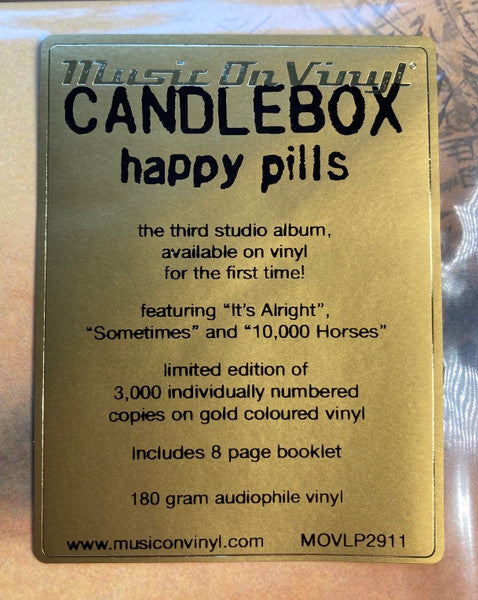 Music On Vinyl
CANDLEBOX
happy pills
the third studio album,
available on vinyl
for the first time!
featuring "It's Alright",
"Sometimes" and "10,000 Horses"
limited edition of
3,000 individually numbered
copies on gold coloured vinyl
Includes 8 page booklet
180 gram audiophile vinyl
www.musiconvinyl.com MOVLP2911